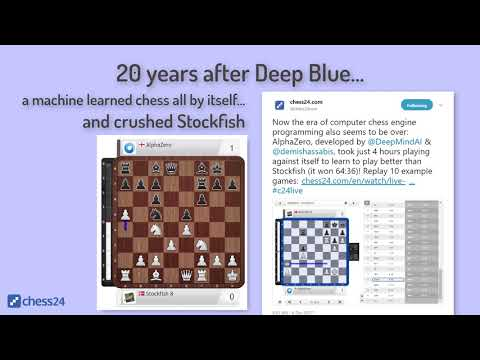 20 years after Deep Blue...
a machine learned chess all by itself...
and crushed Stockfish
AlphaZero 1
Stockfish 8 0
chess24
chess24.com
Following
Now the era of computer chess engine
programming also seems to be over:
AlphaZero, developed by @DeepMindAI &
@demishassabis, took just 4 hours playing
against itself to learn to play better than
Stockfish (it won 64:36)! Replay 10 example
games: chess24.com/en/watch/live- ...
#c24live